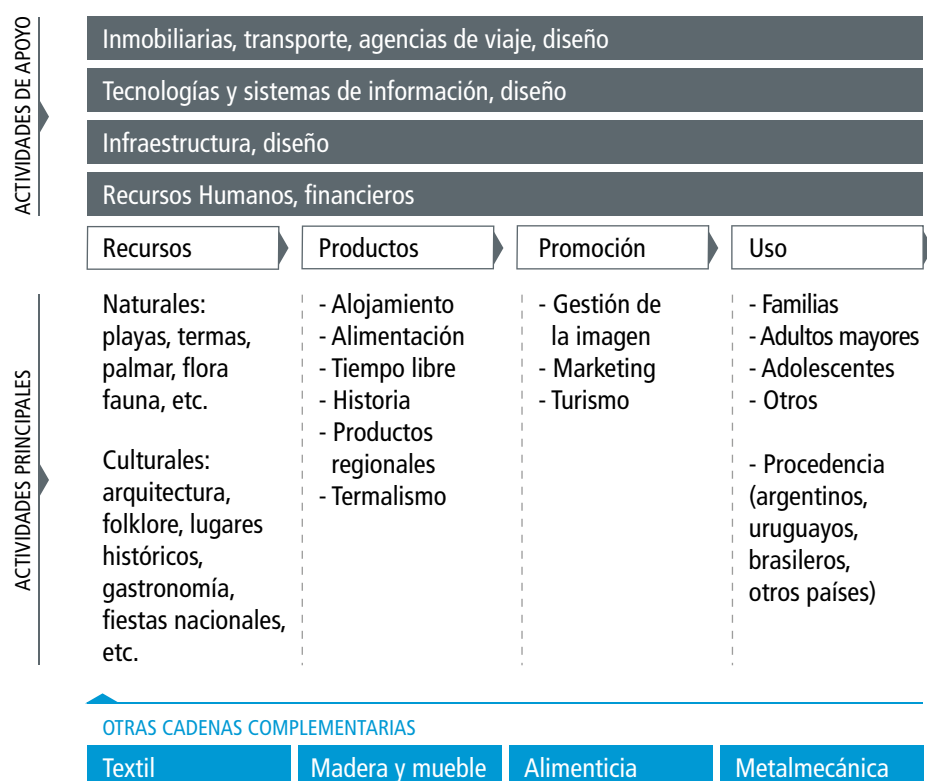 ACTIVIDADES DE APOYO
Inmobiliarias, transporte, agencias de viaje, diseño
Tecnologías y sistemas de información, diseño
Infraestructura, diseño
Recursos Humanos, financieros
ACTIVIDADES PRINCIPALES
Recursos
Naturales:
playas, termas,
palmar, flora
fauna, etc.
Culturales:
arquitectura,
folklore, lugares
históricos,
gastronomía,
fiestas nacionales,
etc.
Productos
- Alojamiento
- Alimentación
- Tiempo libre
- Historia
- Productos
regionales
- Termalismo
Promoción
- Gestión de
la imagen
- Marketing
- Turismo
Uso
- Familias
- Adultos mayores
- Adolescentes
- Otros
- Procedencia
(argentinos,
uruguayos,
brasileros,
otros países)
OTRAS CADENAS COMPLEMENTARIAS
Textil
Madera y mueble
Alimenticia
Metalmecánica